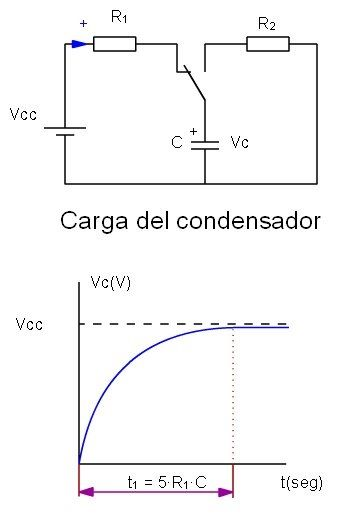 +
R1
R2
Vcc
+
C
Vc
Carga del condensador
Vc(V)
Vcc
t1 = 5·R1·C
t(seg)